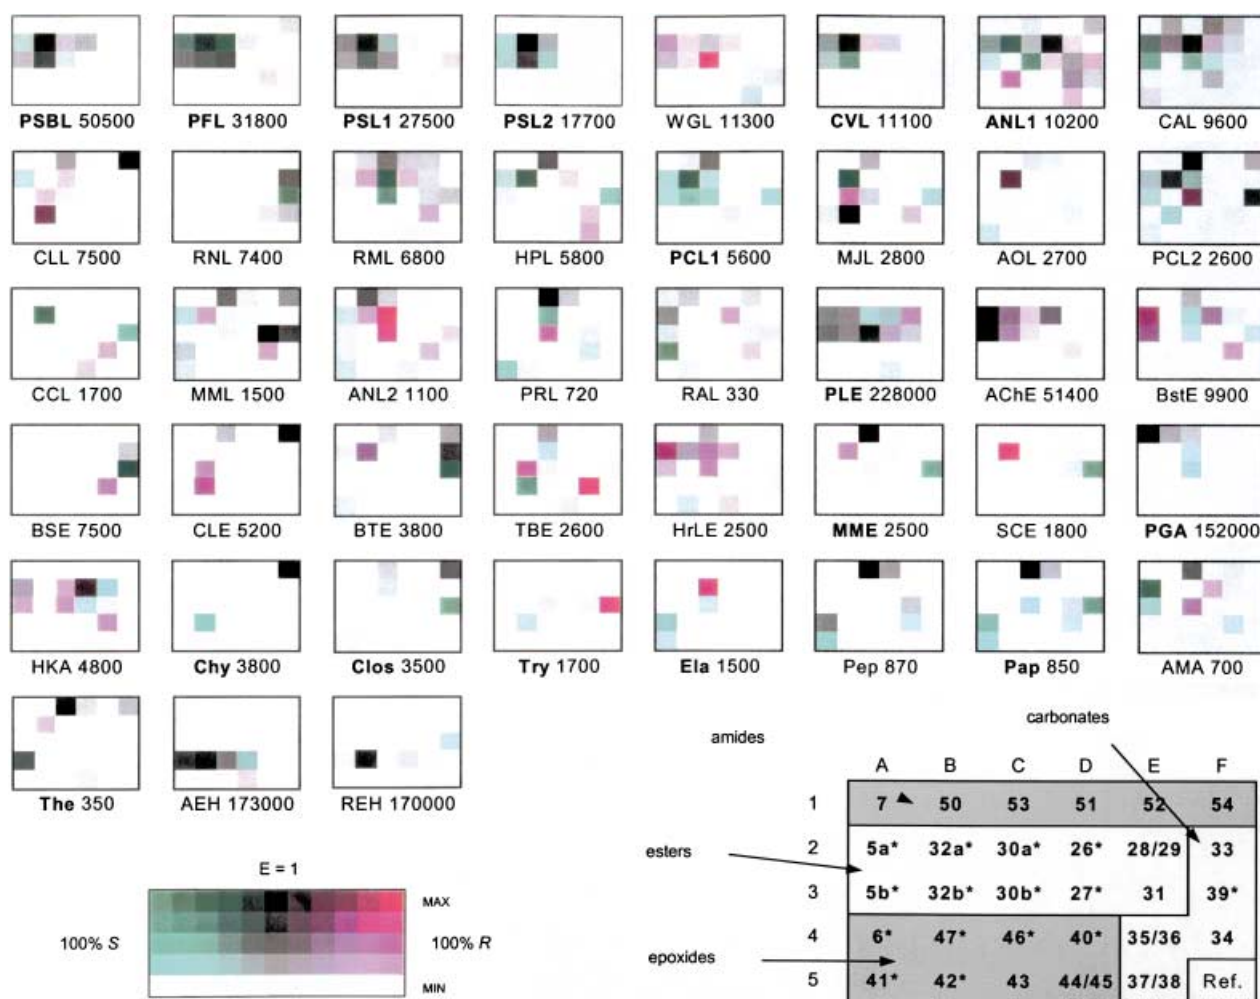 PSBL 50500 PFL 31800 PSL1 27500 PSL2 17700 WGL 11300 CVL 11100 ANL1 10200 CAL 9600
CLL 7500 RNL 7400 RML 6800 HPL 5800 PCL1 5600 MJL 2800 AOL 2700 PCL2 2600
CCL 1700 MML 1500 ANL2 1100 PRL 720 RAL 330 PLE 228000 AChE 51400 BstE 9900
BSE 7500 CLE 5200 BTE 3800 TBE 2600 HrLE 2500 MME 2500 SCE 1800 PGA 152000
HKA 4800 Chy 3800 Clos 3500 Try 1700 Ela 1500 Pep 870 Pap 850 AMA 700
The 350 AEH 173000 REH 170000
E = 1
MAX
100% S 100% R
MIN
carbonates
amides
A B C D E F
1 7 50 53 51 52 54
2 5a* 32a* 30a* 26* 28/29 33
esters
3 5b* 32b* 30b* 27* 31 39*
4 6* 47* 46* 40* 35/36 34
epoxides
5 41* 42* 43 44/45 37/38 Ref.